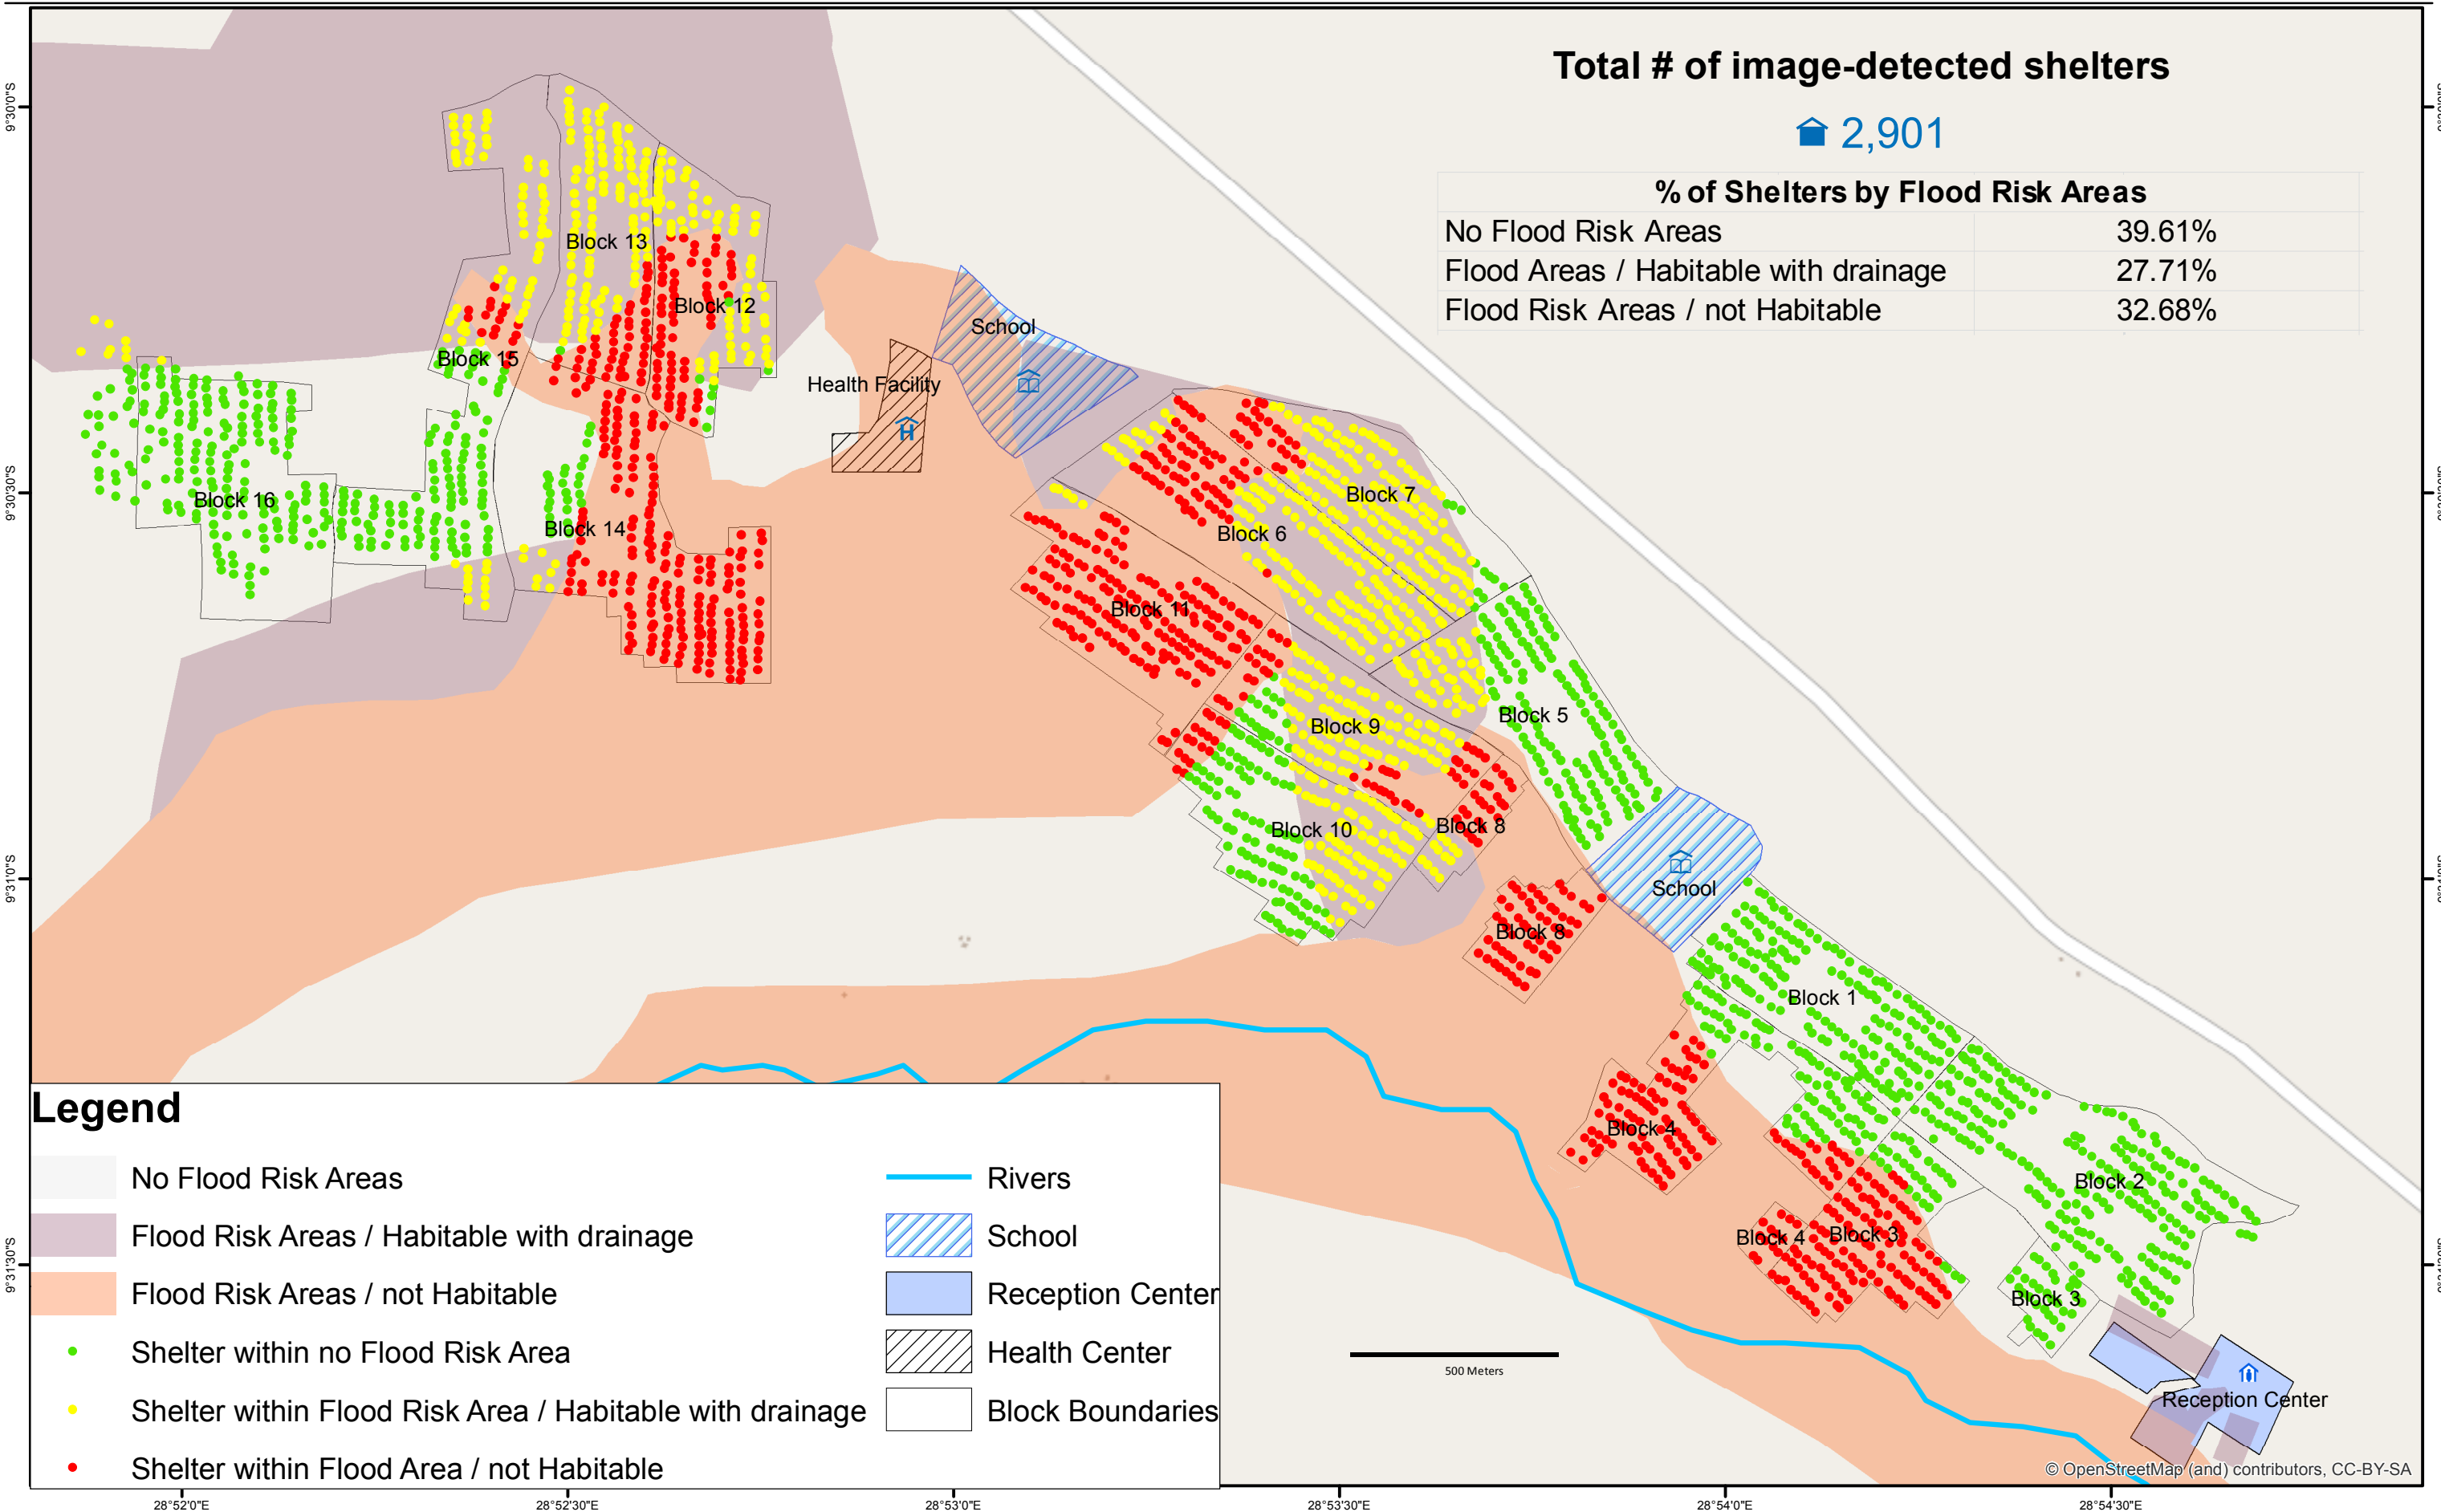 Total # of image-detected shelters
2,901
% of Shelters by Flood Risk Areas
No Flood Risk Areas 39.61%
Flood Areas / Habitable with drainage 27.71%
Flood Risk Areas / not Habitable 32.68%
9°30'0"S
9°30'30"S
9°31'0"S
9°31'30"S
Block 13
Block 12
School
Block 15
Health Facility
H
Block 16
Block 14
Block 7
Block 6
Block 11
Block 5
Block 9
Block 10
Block 8
School
Block 8
Block 1
Block 4
Block 2
Block 4
Block 3
Block 3
Reception Center
500 Meters
Legend
No Flood Risk Areas
Flood Risk Areas / Habitable with drainage
Flood Risk Areas / not Habitable
Shelter within no Flood Risk Area
Shelter within Flood Risk Area / Habitable with drainage
Shelter within Flood Area / not Habitable
Rivers
School
Reception Center
Health Center
Block Boundaries
© OpenStreetMap (and) contributors, CC-BY-SA
28°52'0"E
28°52'30"E
28°53'0"E
28°53'30"E
28°54'0"E
28°54'30"E